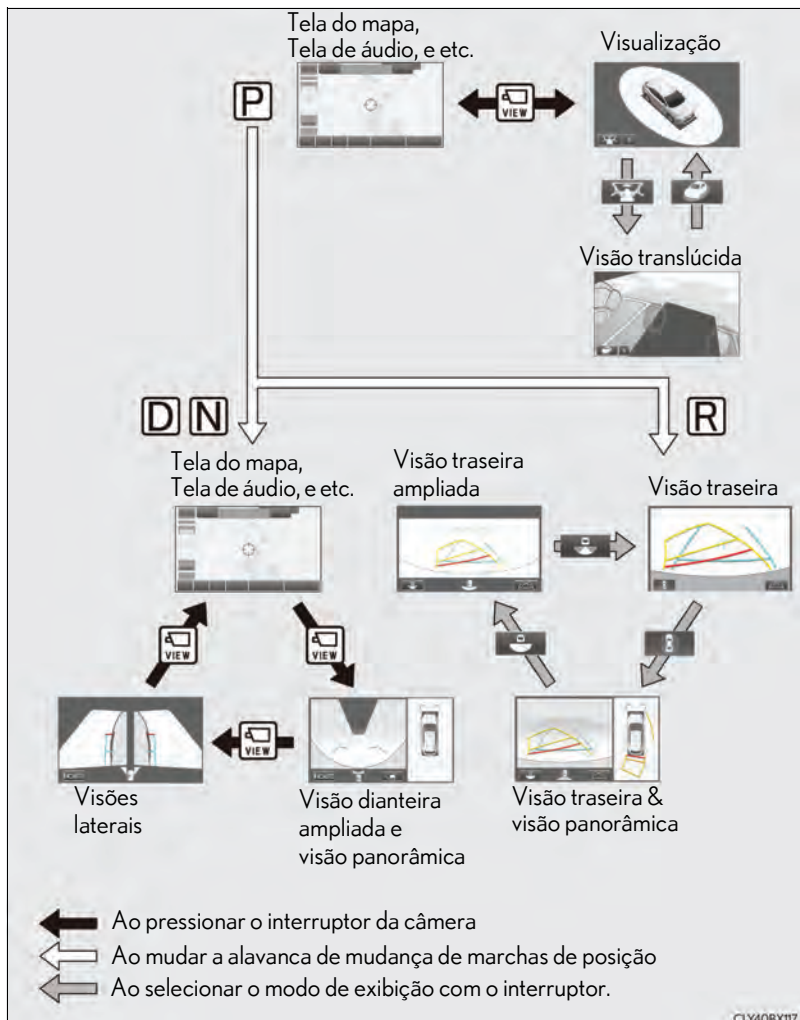 Tela do mapa,
Tela de áudio, e etc.
Visualização
P
VIEW
Visão translúcida
D N
R
Tela do mapa,
Tela de áudio, e etc.
Visão traseira
ampliada
Visão traseira
VIEW
VIEW
VIEW
Visões
laterais
Visão dianteira
ampliada e
visão panorâmica
Visão traseira &
visão panorâmica
Ao pressionar o interruptor da câmera
Ao mudar a alavanca de mudança de marchas de posição
Ao selecionar o modo de exibição com o interruptor.
CLY40BX117